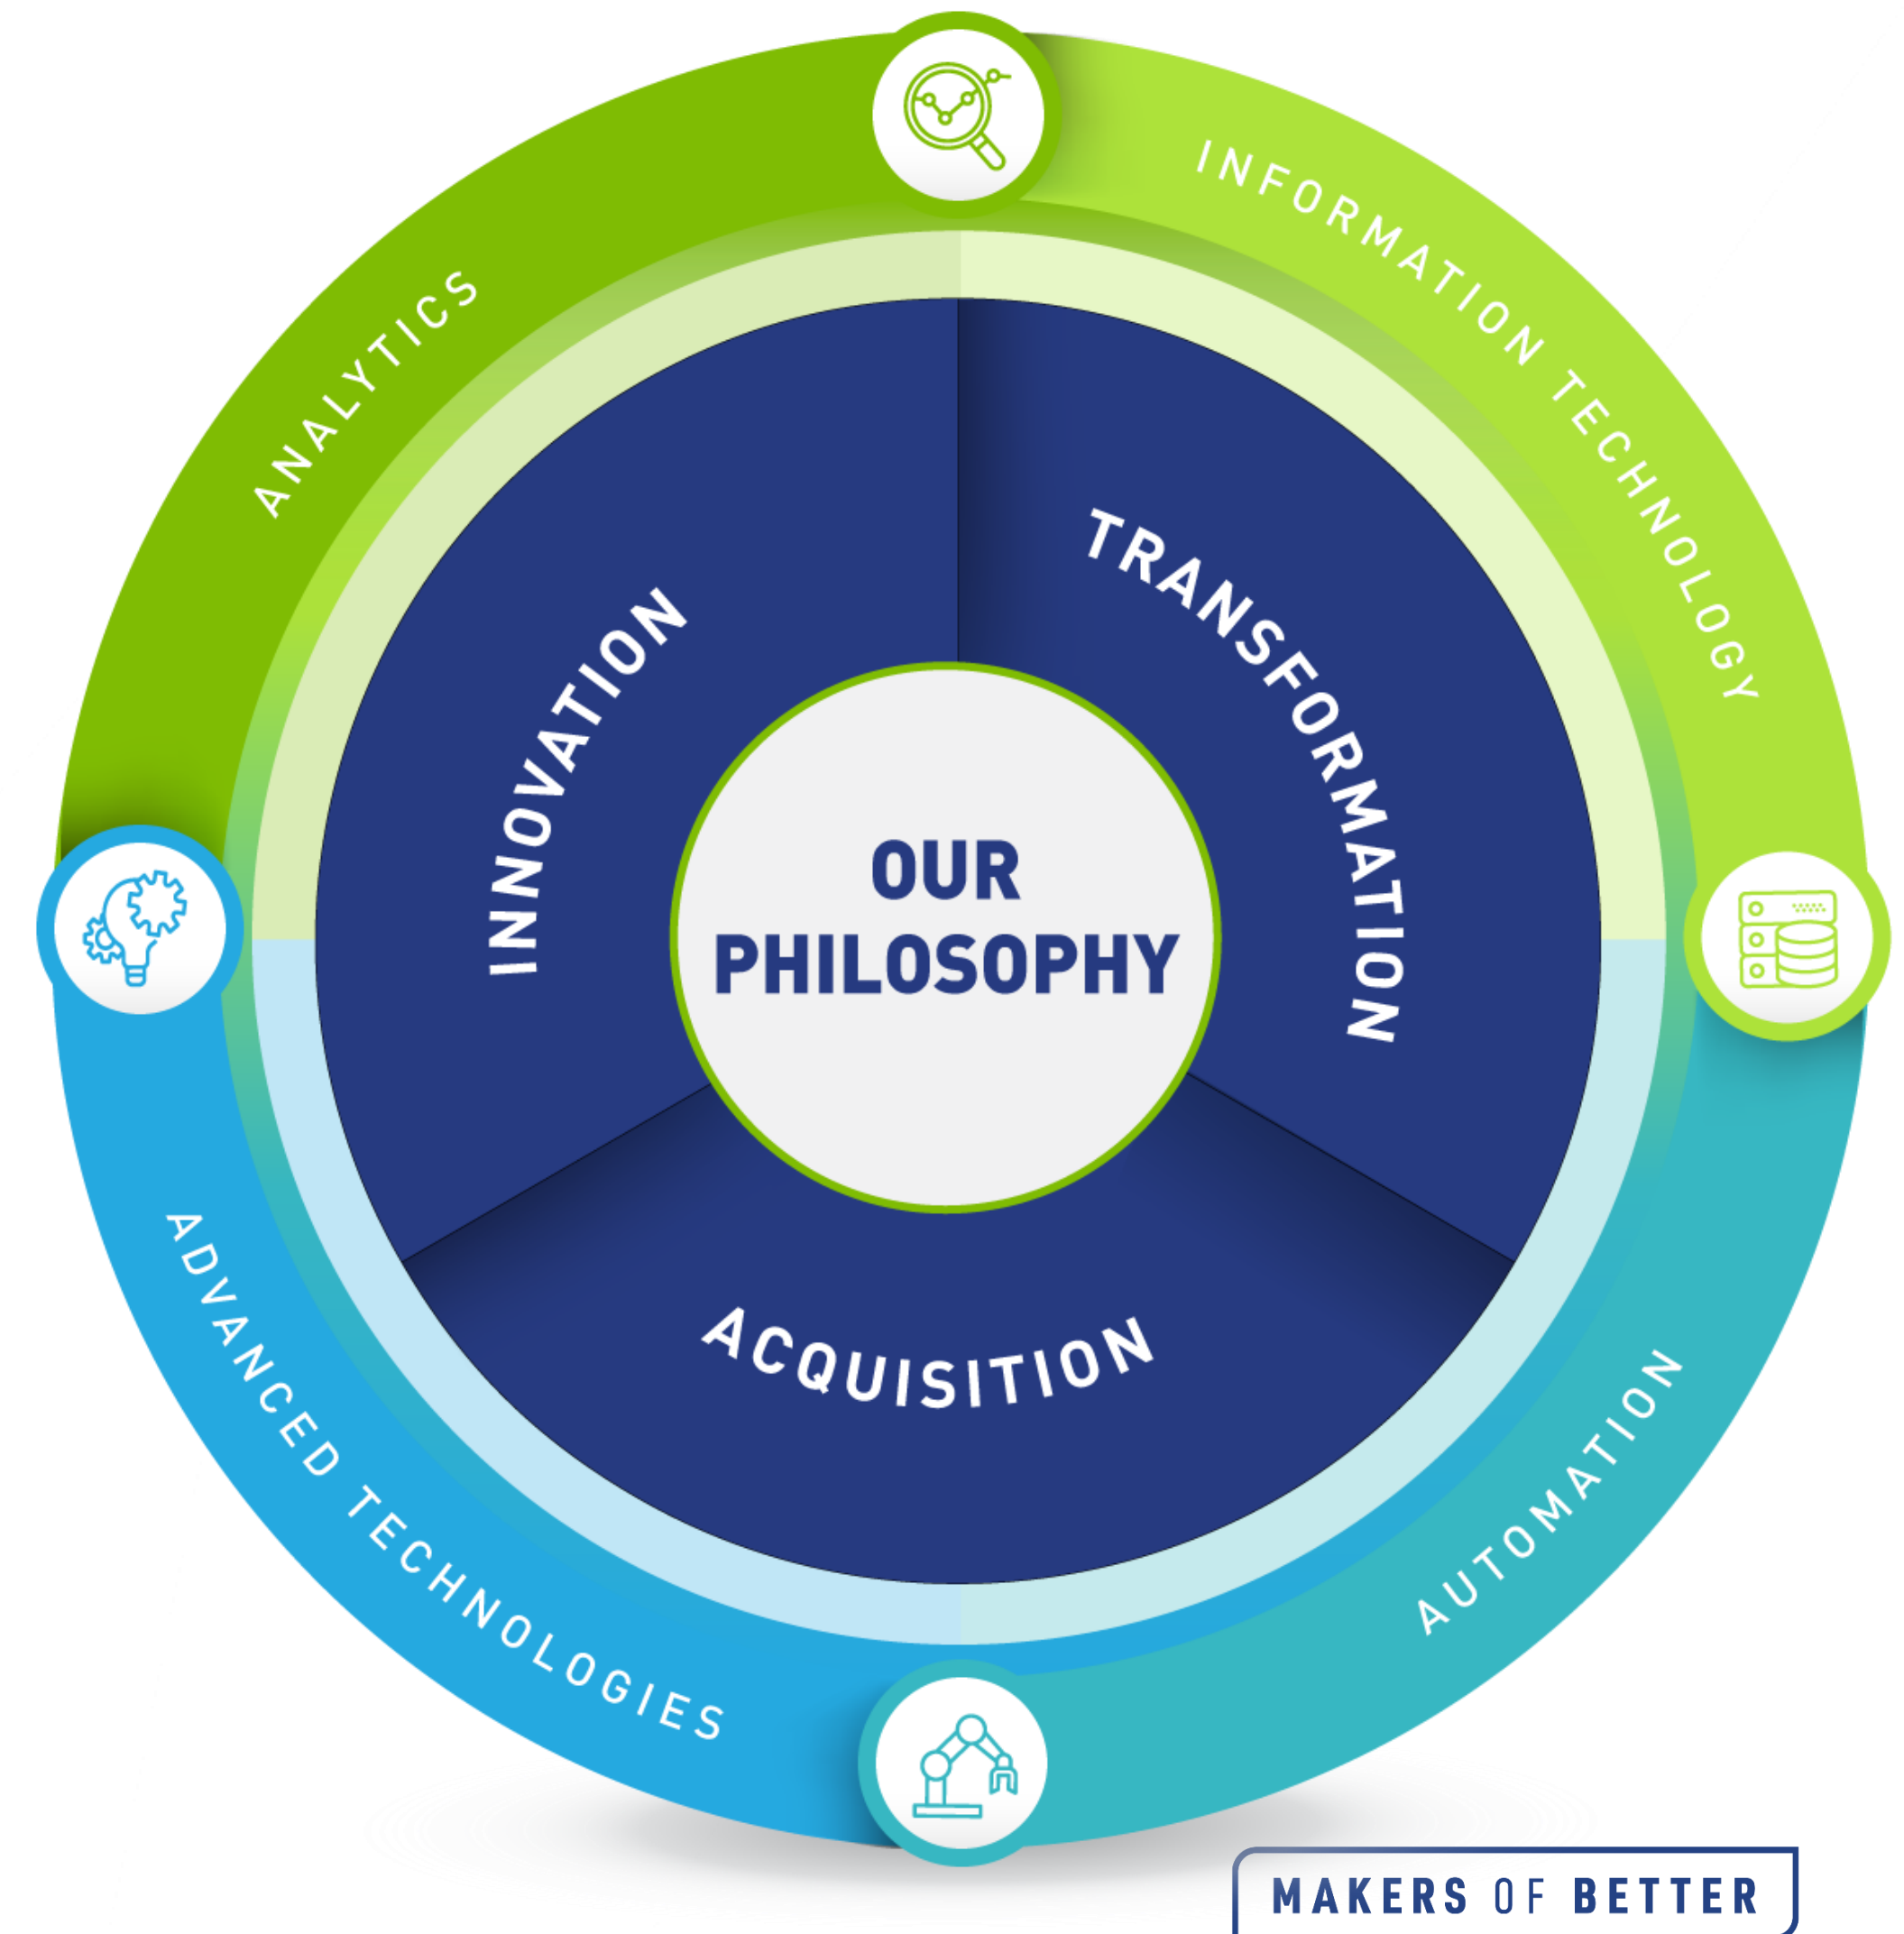 ANALYTICS
INFORMATION TECHNOLOGY
INNOVATION
TRANSFORMATION
OUR
PHILOSOPHY
ACQUISITION
ADVANCED TECHNOLOGIES
AUTOMATION
MAKERS OF BETTER